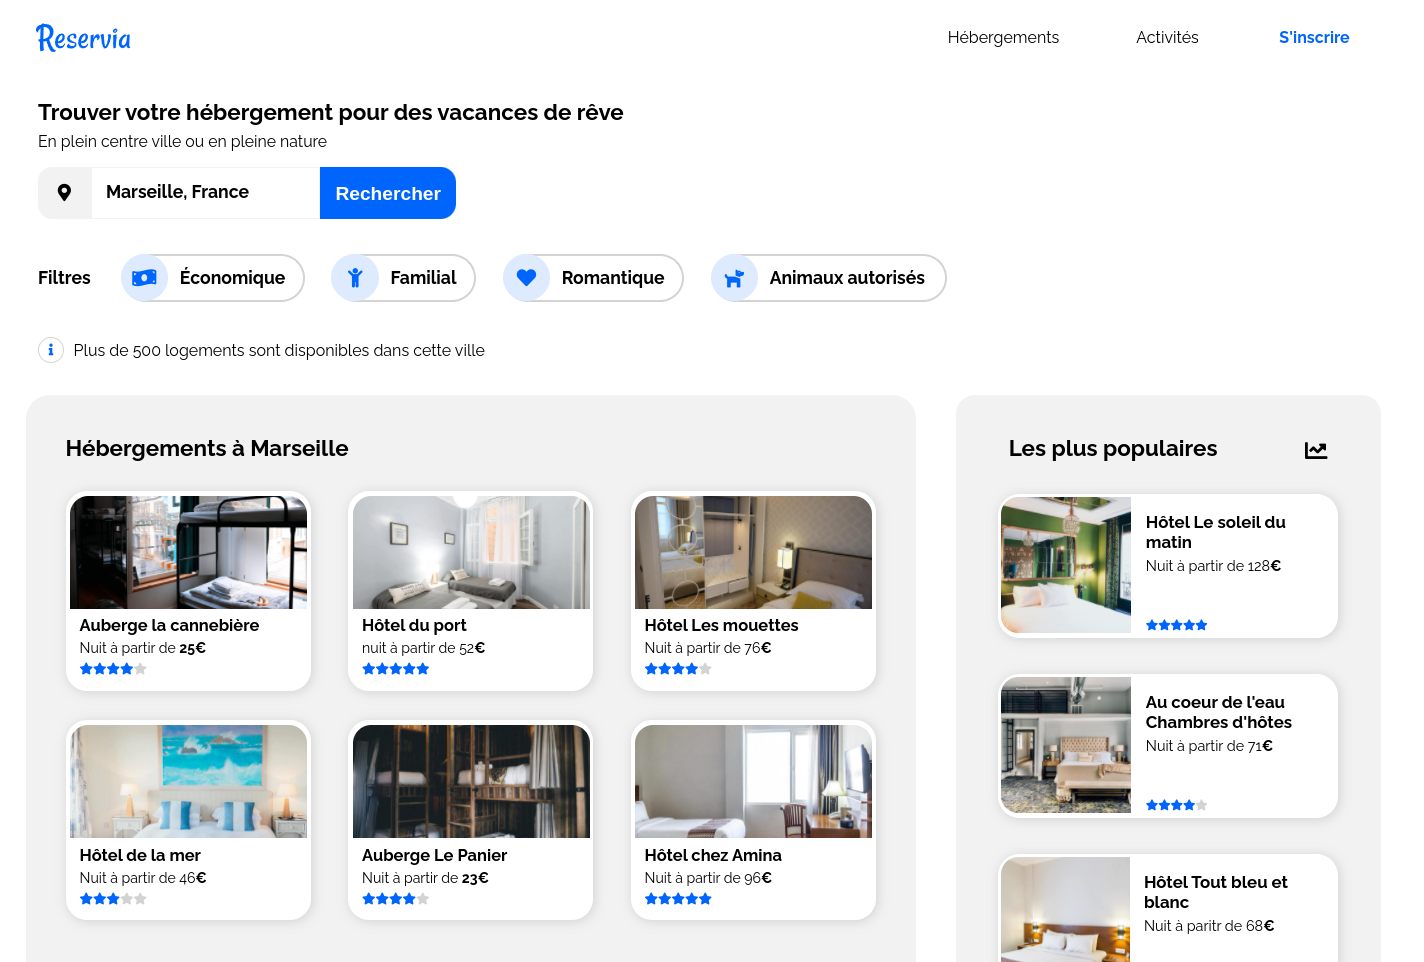 Reservia
Hébergements
Activités
S'inscrire
Trouver votre hébergement pour des vacances de rêve
En plein centre ville ou en pleine nature
Marseille, France
Rechercher
Filtres
Économique
Familial
Romantique
Animaux autorisés
Plus de 500 logements sont disponibles dans cette ville
Hébergements à Marseille
Auberge la cannebière
Nuit à partir de 25€
Hôtel du port
nuit à partir de 52€
Hôtel Les mouettes
Nuit à partir de 76€
Hôtel de la mer
Nuit à partir de 46€
Auberge Le Panier
Nuit à partir de 23€
Hôtel chez Amina
Nuit à partir de 96€
Les plus populaires
Hôtel Le soleil du
matin
Nuit à partir de 128€
Au coeur de l'eau
Chambres d'hôtes
Nuit à partir de 71€
Hôtel Tout bleu et
blanc
Nuit à paritr de 68€